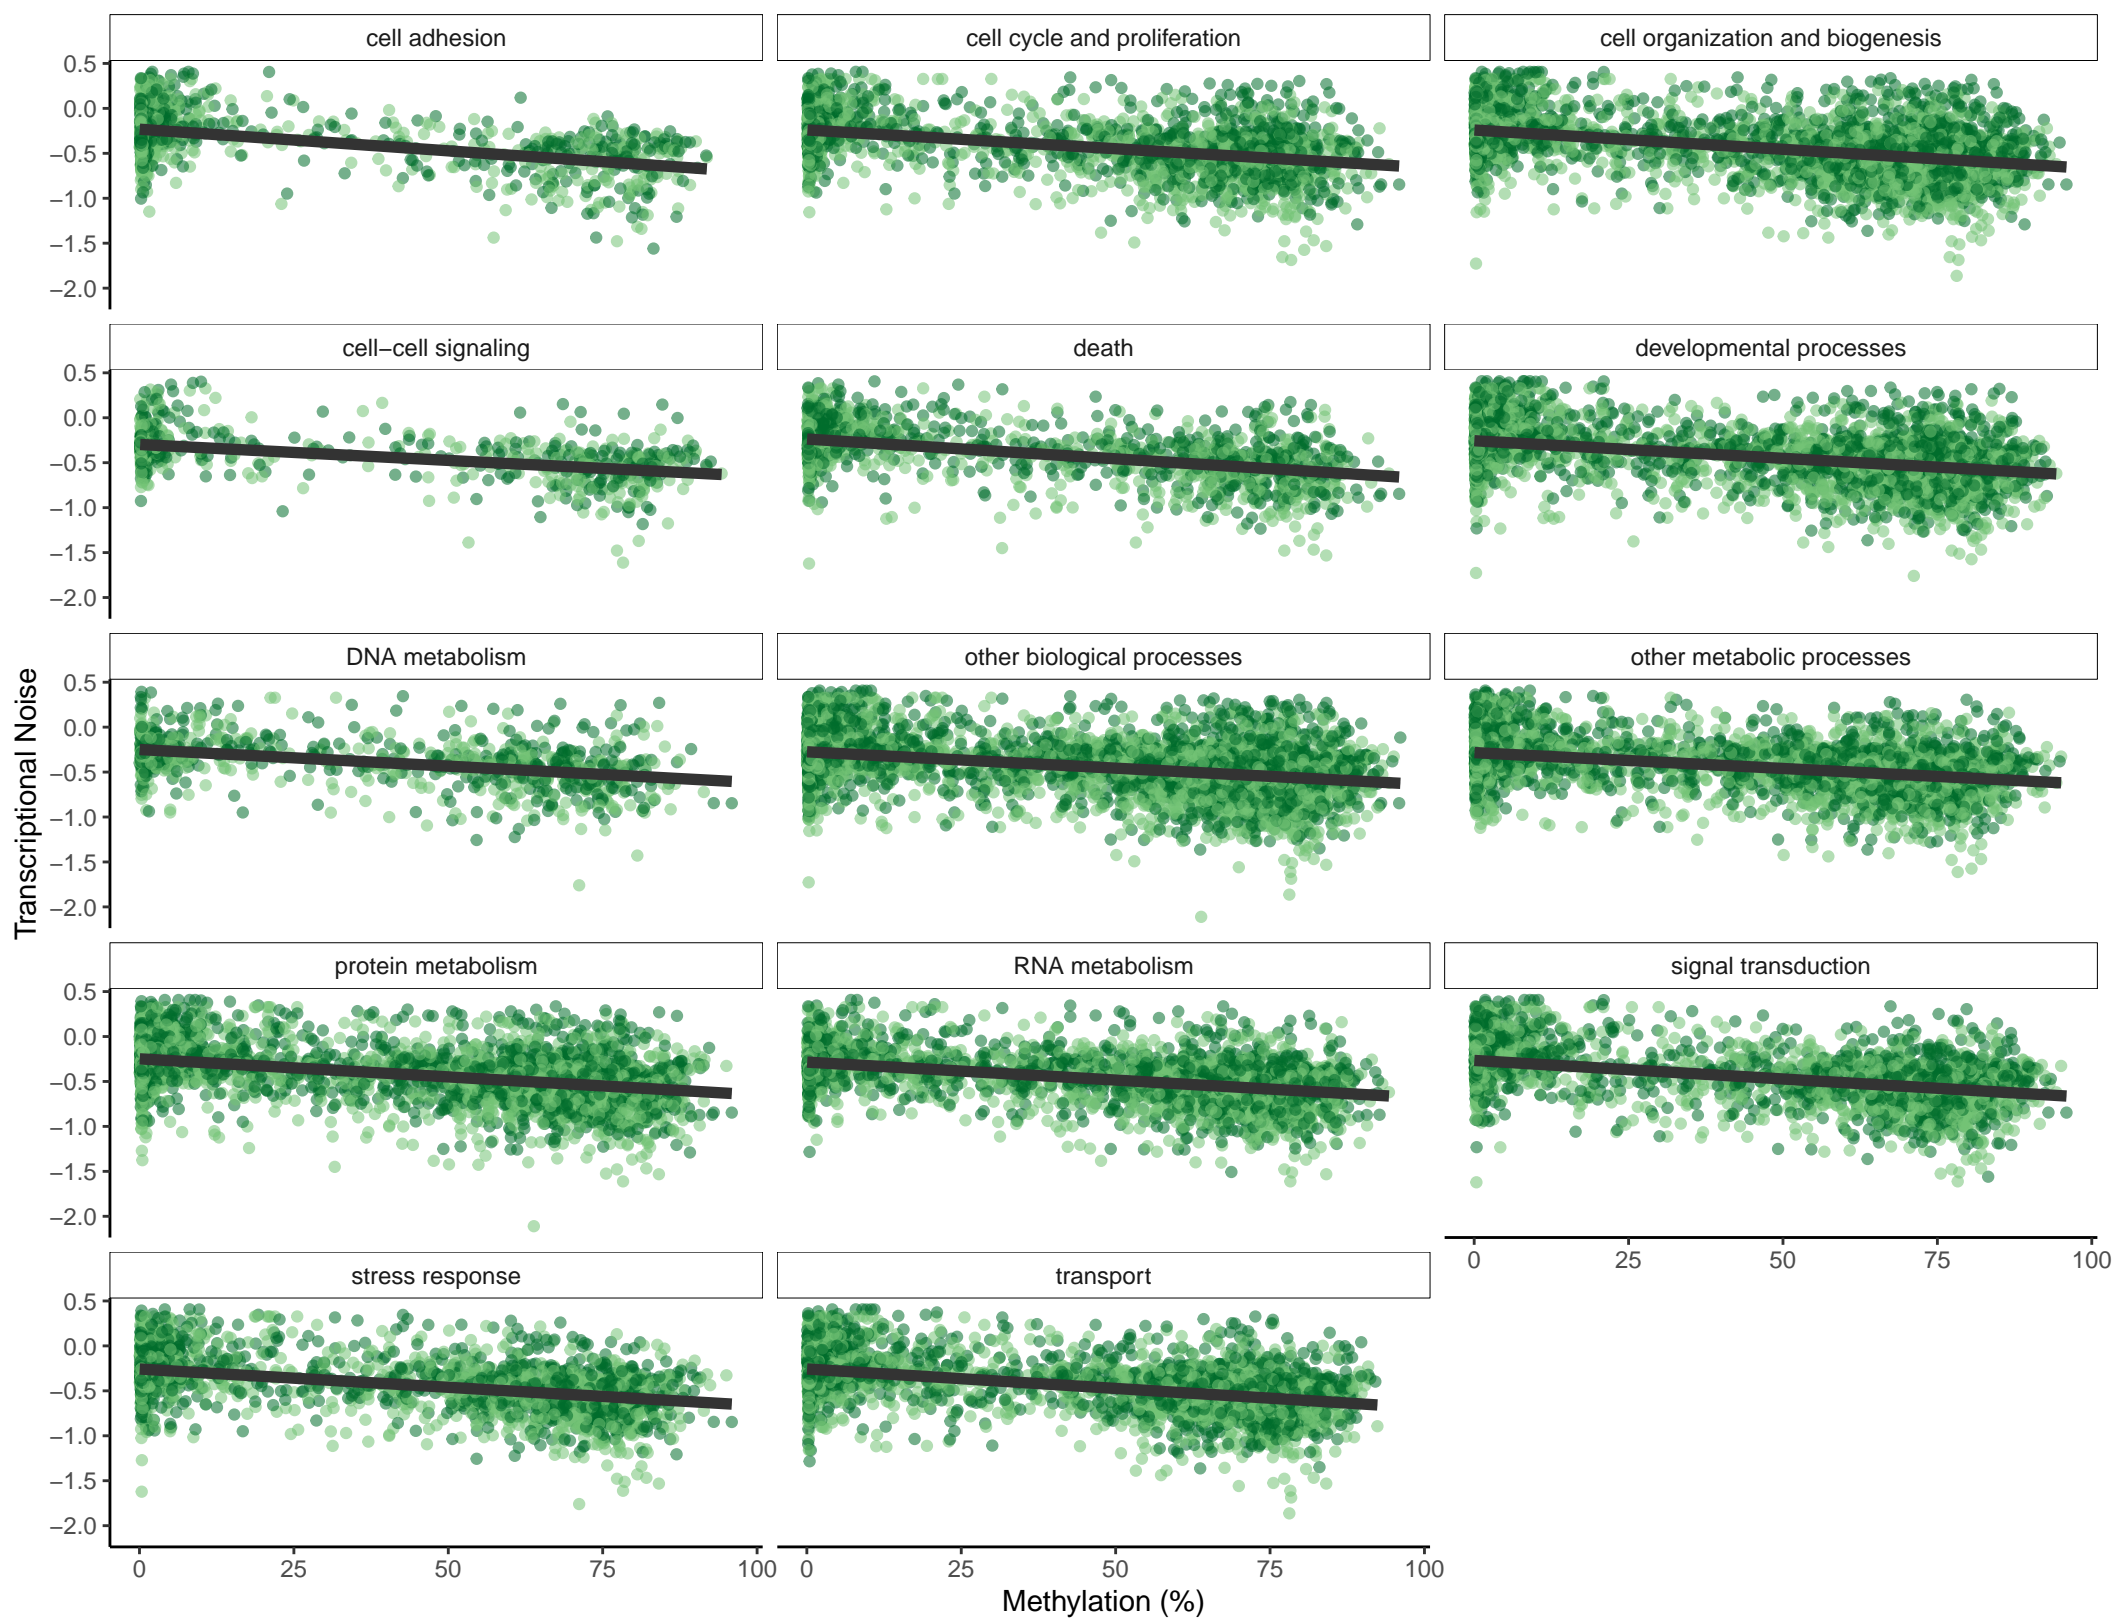 cell adhesion
cell cycle and proliferation
cell organization and biogenesis
0.5
0.0
−0.5
−1.0
−1.5
−2.0
cell−cell signaling
death
developmental processes
0.5
0.0
−0.5
−1.0
−1.5
−2.0
DNA metabolism
other biological processes
other metabolic processes
0.5
0.0
−0.5
−1.0
−1.5
−2.0
Transcriptional Noise
protein metabolism
RNA metabolism
signal transduction
0.5
0.0
−0.5
−1.0
−1.5
−2.0
0 25 50 75 100
stress response
transport
0.5
0.0
−0.5
−1.0
−1.5
−2.0
0 25 50 75 100 0 25 50 75 100
Methylation (%)